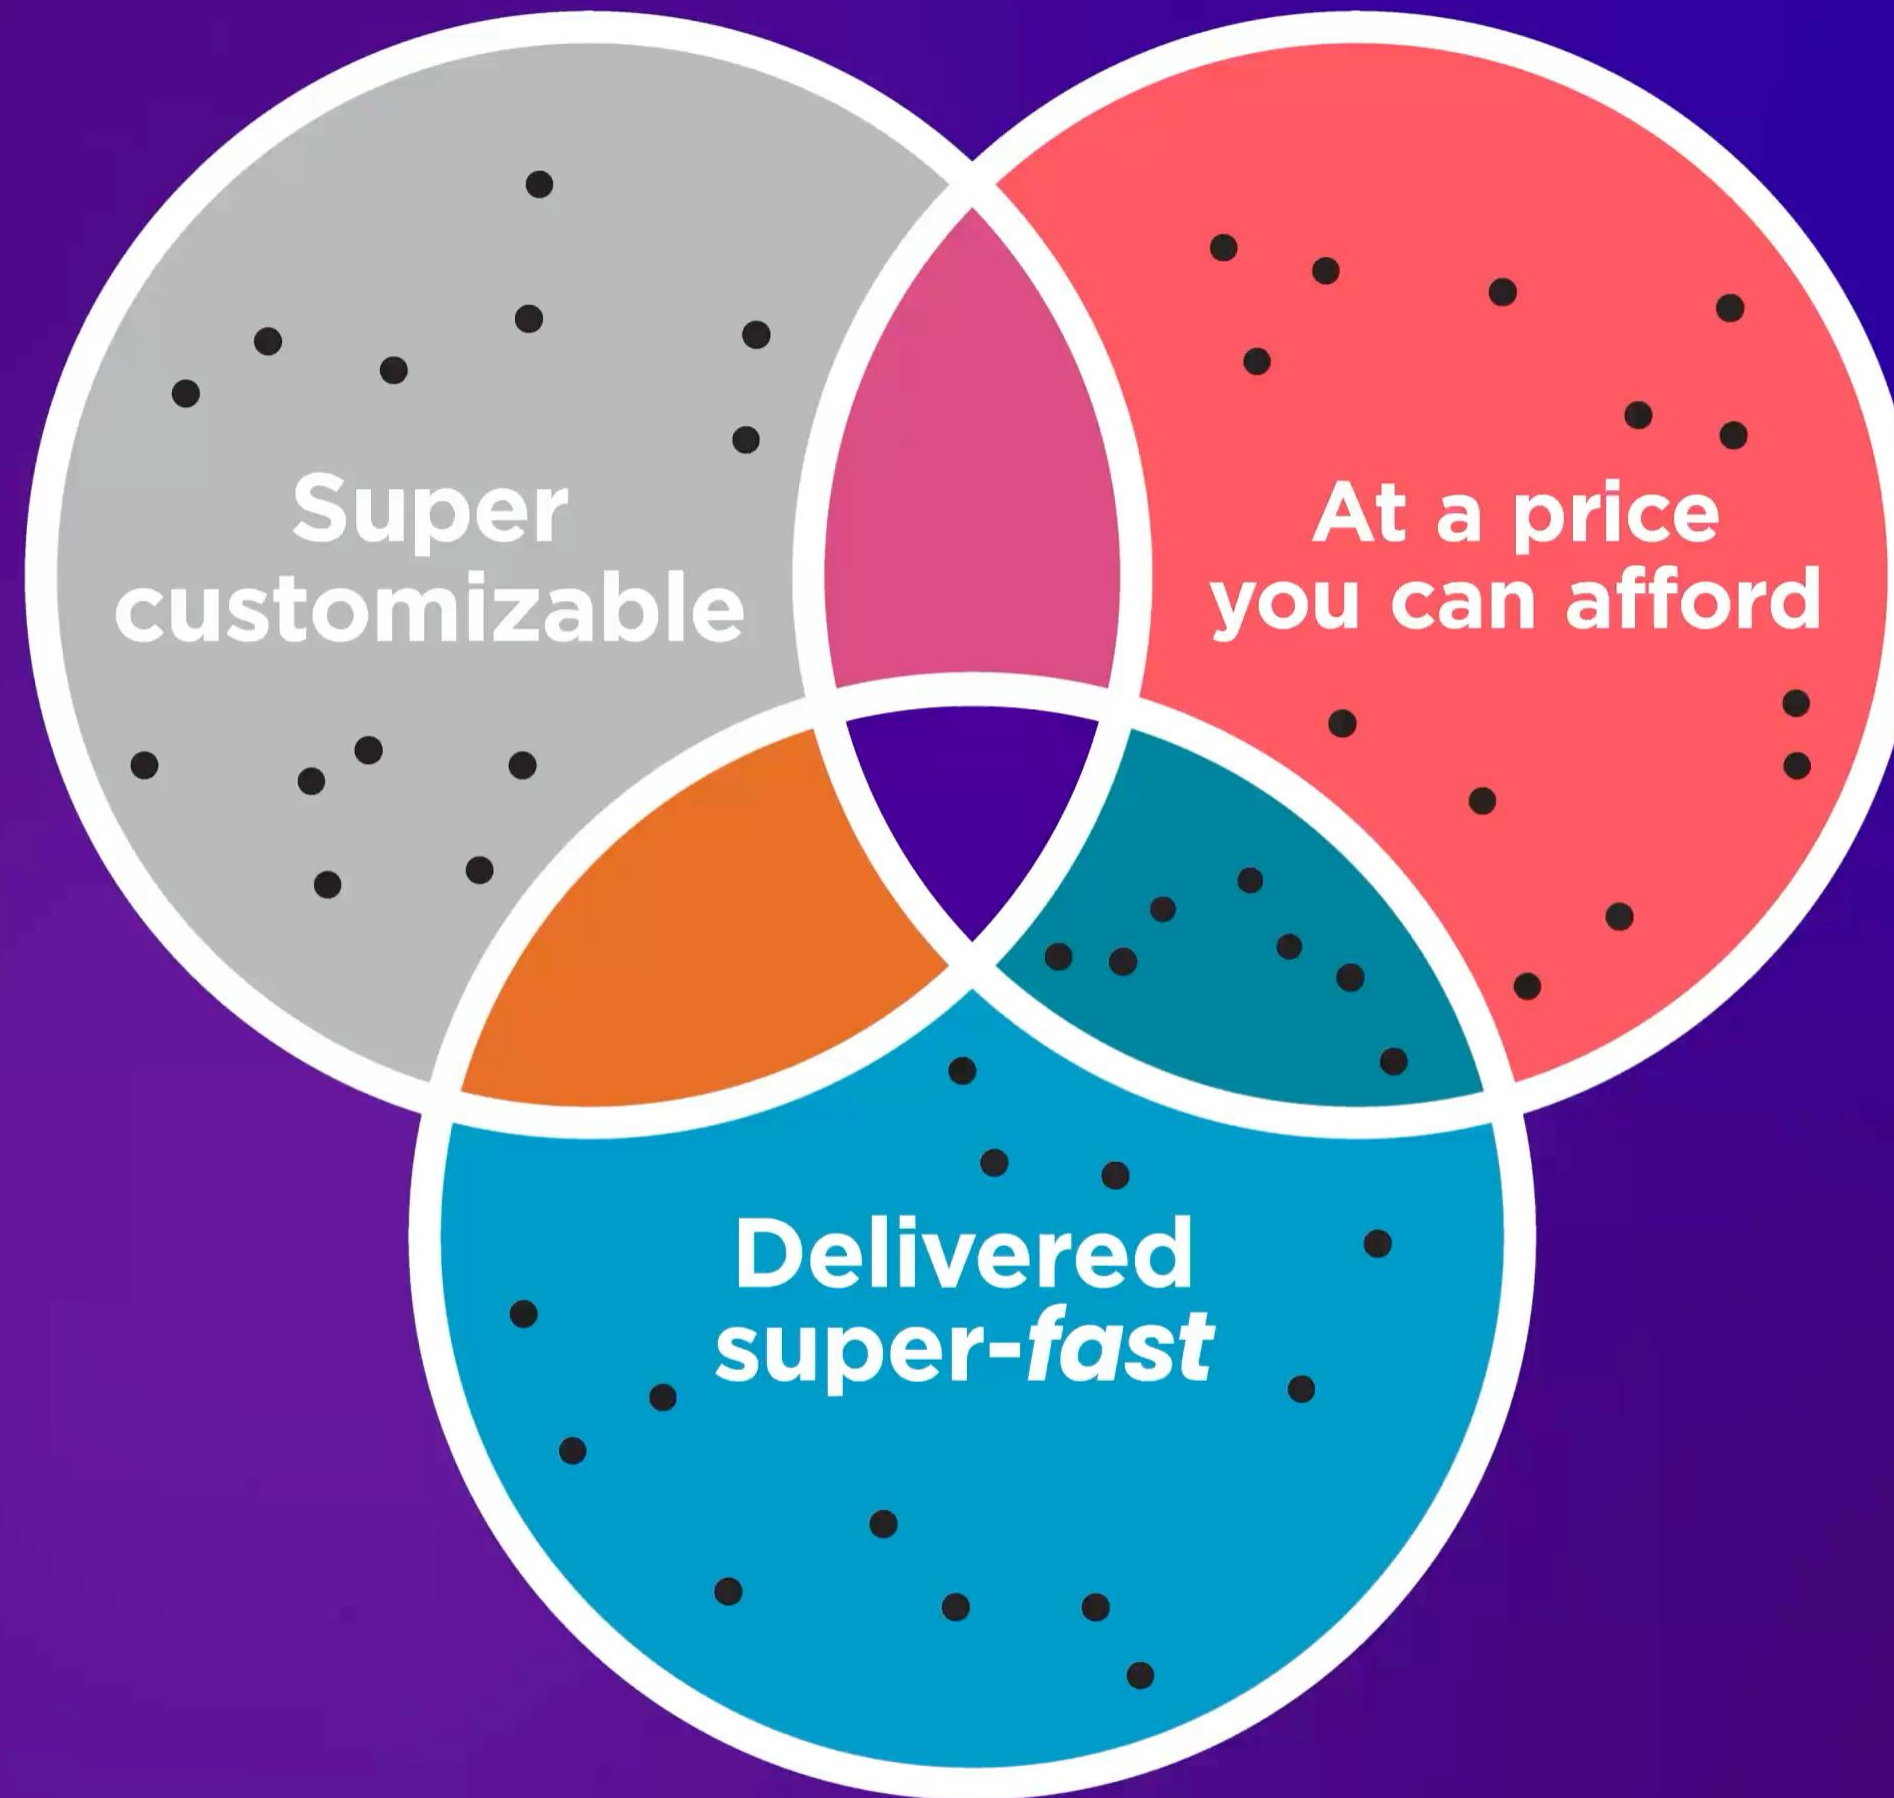 Super
customizable
At a price
you can afford
Delivered
super-fast